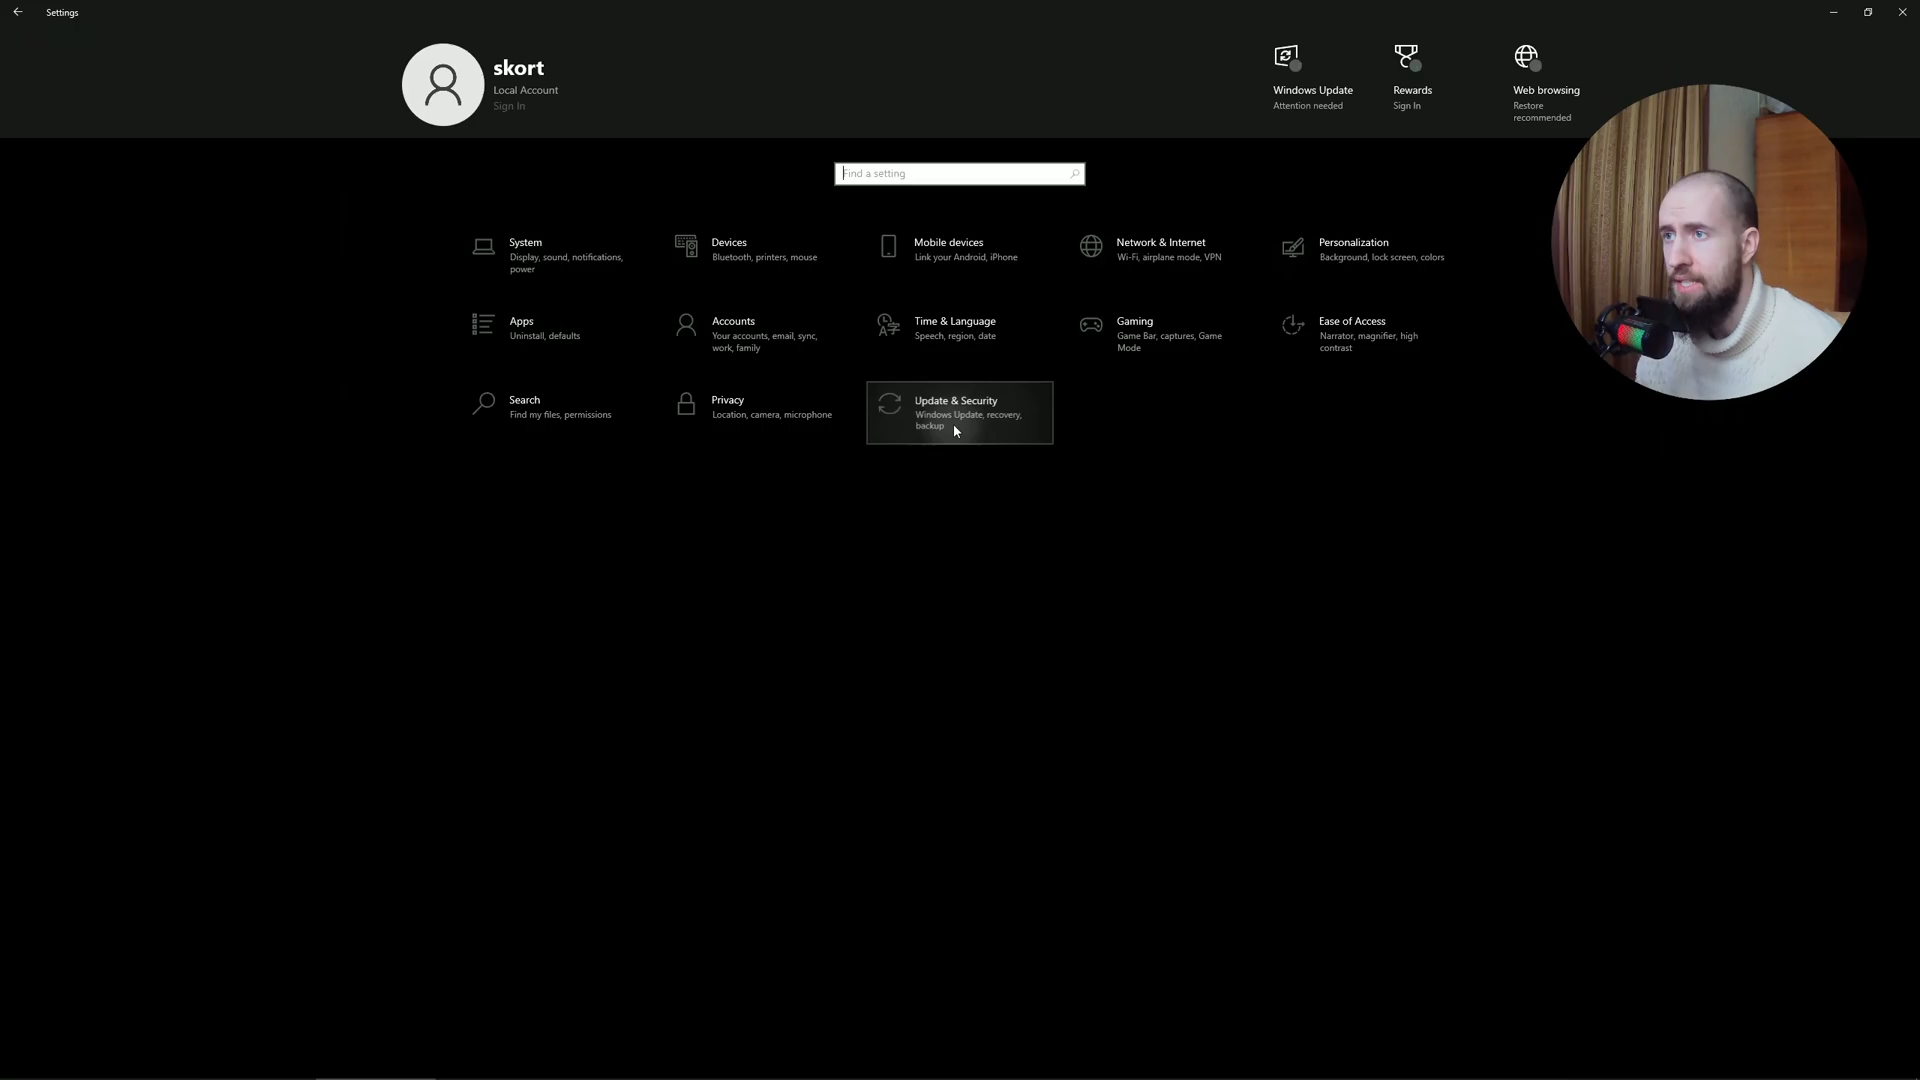 Settings
skort
Local Account
Sign In
Windows Update
Attention needed
Rewards
Sign In
Web browsing
Restore
recommended
Find a setting
System
Display, sound, notifications,
power
Devices
Bluetooth, printers, mouse
Mobile devices
Link your Android, iPhone
Network & Internet
Wi-Fi, airplane mode, VPN
Personalization
Background, lock screen, colors
Apps
Uninstall, defaults
Accounts
Your accounts, email, sync,
work, family
Time & Language
Speech, region, date
Gaming
Game Bar, captures, Game
Mode
Ease of Access
Narrator, magnifier, high
contrast
Search
Find my files, permissions
Privacy
Location, camera, microphone
Update & Security
Windows Update, recovery,
backup